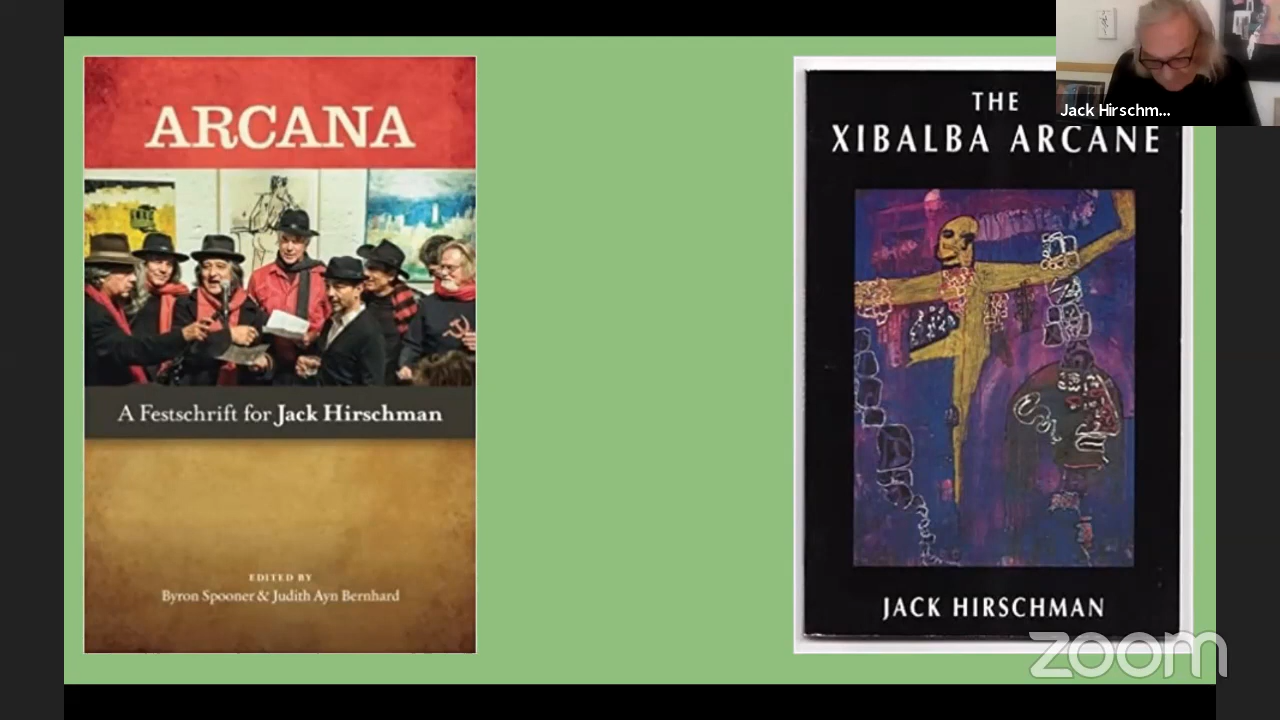 ARCANA
A Festschrift for Jack Hirschman
EDITED BY
Byron Spooner & Judith Ayn Bernhard
THE
XIBALBA ARCANE
JACK HIRSCHMAN
Jack Hirschm...
zoom